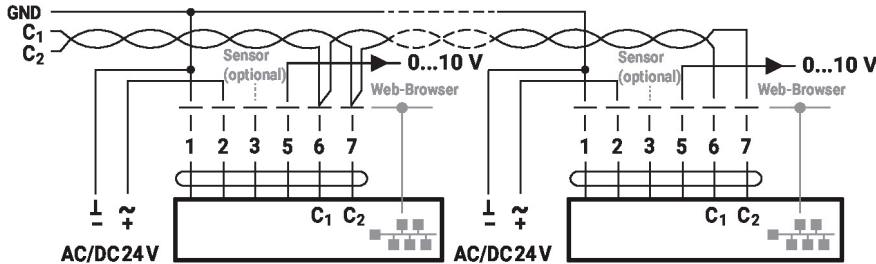 GND
C1
C2
Sensor
(optional)
0...10 V
Web-Browser
Sensor
(optional)
0...10 V
Web-Browser
1 2 3 5 6 7
1 2 3 5 6 7
⊥ ~
– +
C1 C2
⊥ ~
– +
C1 C2
AC/DC 24 V
AC/DC 24 V